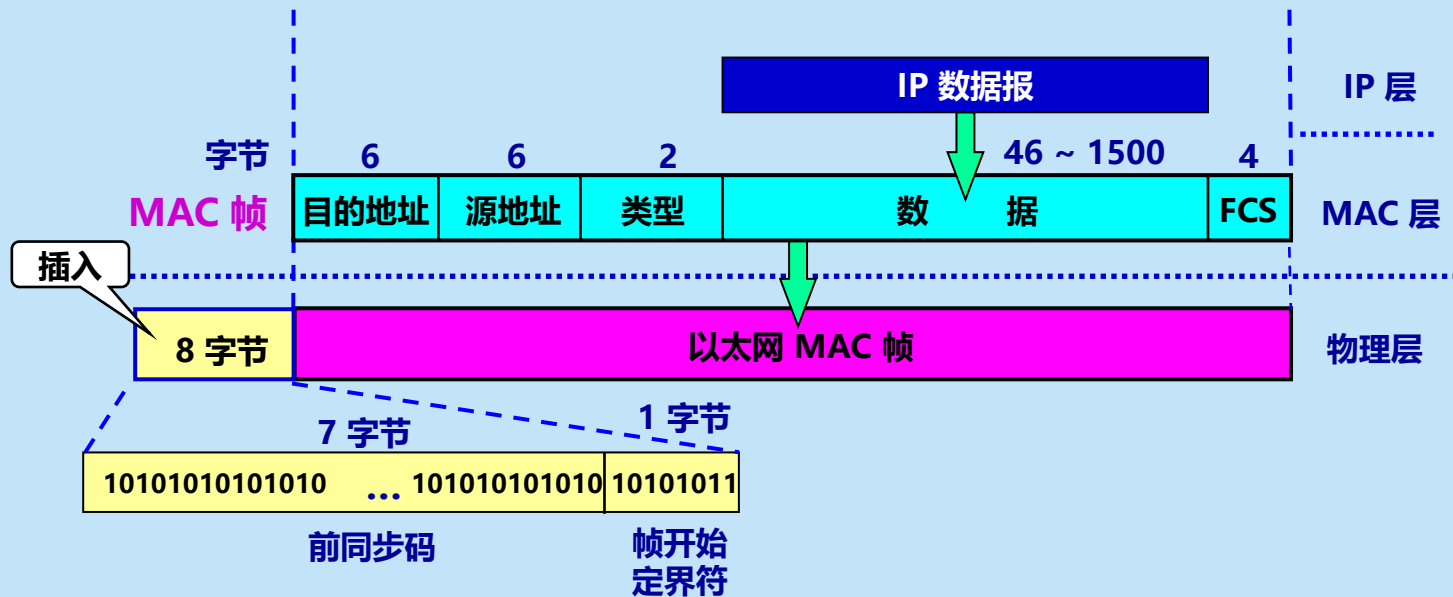 IP 数据报
IP 层
字节 6 6 2 46 ~ 1500 4
MAC 帧 目的地址 源地址 类型 数 据 FCS MAC 层
插入
8 字节 以太网 MAC 帧 物理层
7 字节 1 字节
10101010101010 ... 101010101010 10101011
前同步码 帧开始
定界符